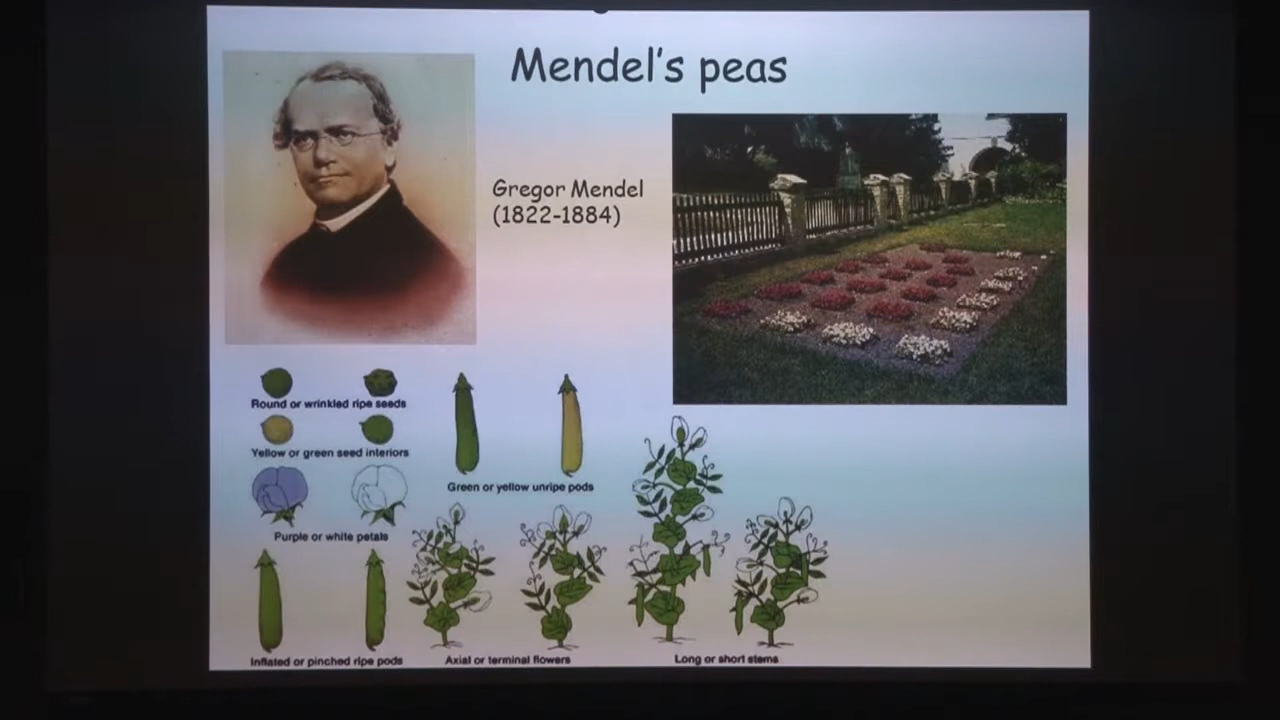 Mendel's peas
Gregor Mendel
(1822-1884)
Round or wrinkled ripe seeds
Yellow or green seed interiors
Green or yellow unripe pods
Purple or white petals
Inflated or pinched ripe pods
Axial or terminal flowers
Long or short stems